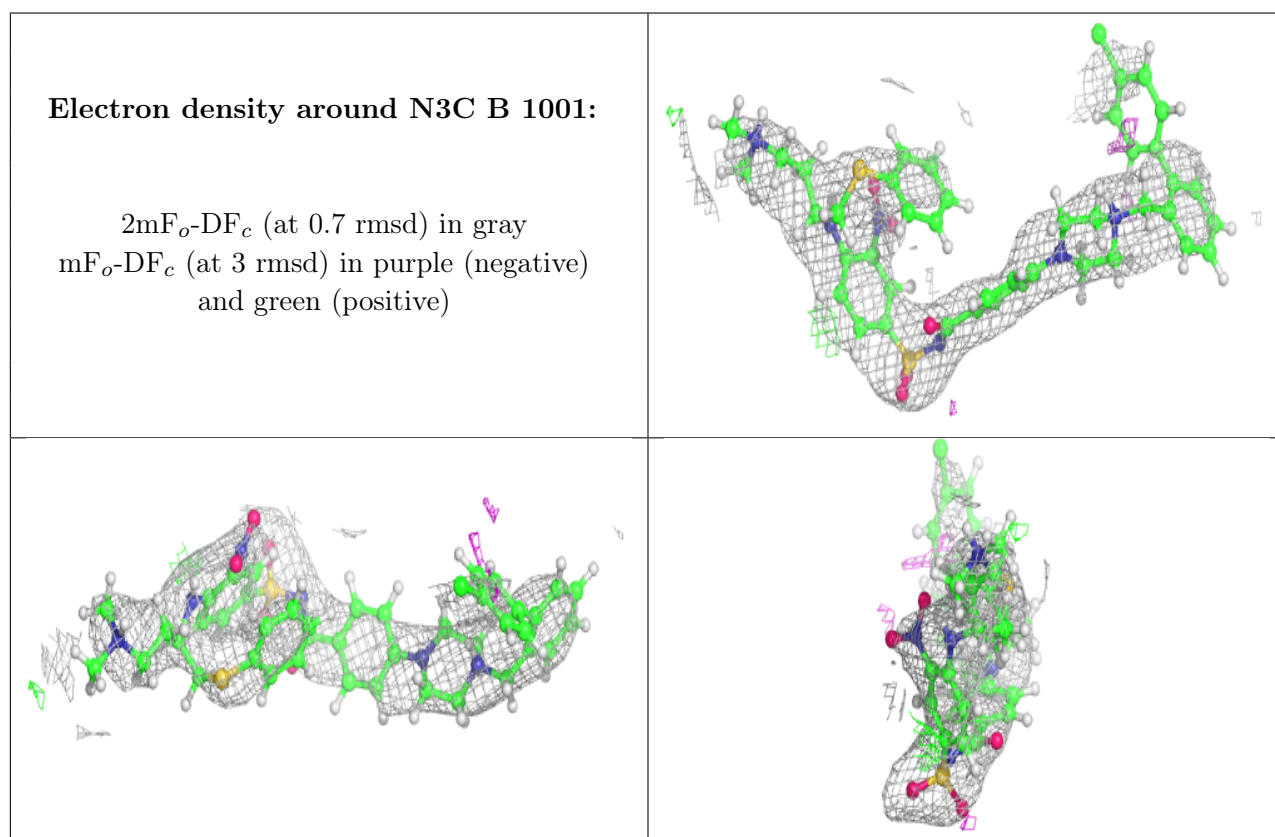 Electron density around N3C B 1001:
2mFo-DFc (at 0.7 rmsd) in gray
mFo-DFc (at 3 rmsd) in purple (negative)
and green (positive)